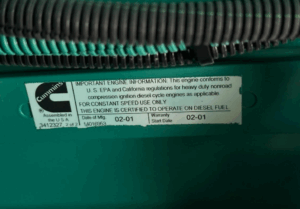 Cummins
IMPORTANT ENGINE INFORMATION. This engine conforms to
U.S. EPA and California regulations for heavy duty nonroad
compression ignition diesel cycle engines as applicable
FOR CONSTANT SPEED USE ONLY
THIS ENGINE IS CERTIFIED TO OPERATE ON DIESEL FUEL.
Assembled in
the U.S.A.
Date of Mfg. 02-01 Warranty
Start Date 02-01